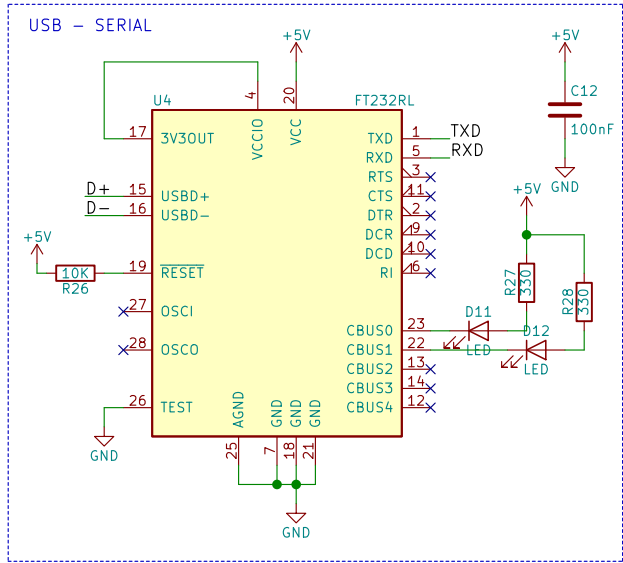 USB - SERIAL
+5V
+5V
U4
FT232RL
C12
100nF
GND
4
20
VCCIO
VCC
17
3V3OUT
TXD
1
TXD
RXD
5
RXD
RTS
3
D+
15
USBD+
CTS
11
D-
16
USBD-
DTR
2
+5V
DCR
9
+5V
DCD
10
10K
R26
19
RESET
RI
6
R27
330
R28
330
27
OSCI
28
OSCO
CBUS0
23
D11
LED
CBUS1
22
D12
LED
CBUS2
13
CBUS3
14
26
TEST
CBUS4
12
GND
AGND
GND
GND
GND
25
7
18
21
GND